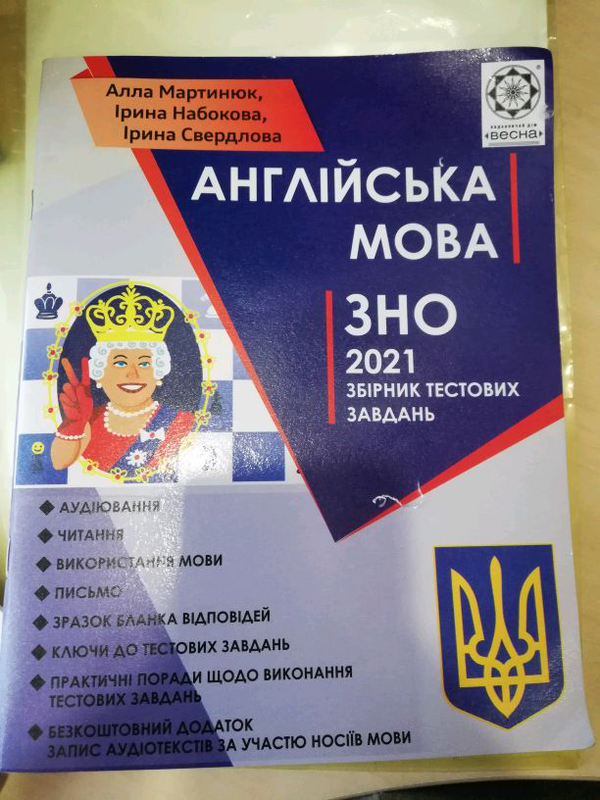 Алла Мартинюк,
Ірина Набокова,
Ірина Свердлова
ВИДАВНИЧИЙ ДІМ
«ВЕСНА»
®
АНГЛІЙСЬКА
МОВА
ЗНО
2021
ЗБІРНИК ТЕСТОВИХ
ЗАВДАНЬ
АУДІЮВАННЯ
ЧИТАННЯ
ВИКОРИСТАННЯ МОВИ
ПИСЬМО
ЗРАЗОК БЛАНКА ВІДПОВІДЕЙ
КЛЮЧІ ДО ТЕСТОВИХ ЗАВДАНЬ
ПРАКТИЧНІ ПОРАДИ ЩОДО ВИКОНАННЯ
ТЕСТОВИХ ЗАВДАНЬ
БЕЗКОШТОВНИЙ ДОДАТОК
ЗАПИС АУДІОТЕКСТІВ ЗА УЧАСТЮ НОСІЇВ МОВИ